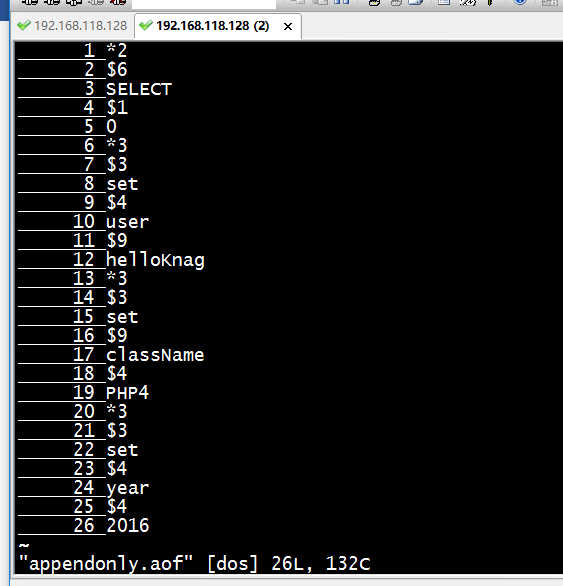 192.168.118.128 192.168.118.128 (2) ×
1 *2
2 $6
3 SELECT
4 $1
5 0
6 *3
7 $3
8 set
9 $4
10 user
11 $9
12 helloKnag
13 *3
14 $3
15 set
16 $9
17 className
18 $4
19 PHP4
20 *3
21 $3
22 set
23 $4
24 year
25 $4
26 2016
~
"appendonly.aof" [dos] 26L, 132C